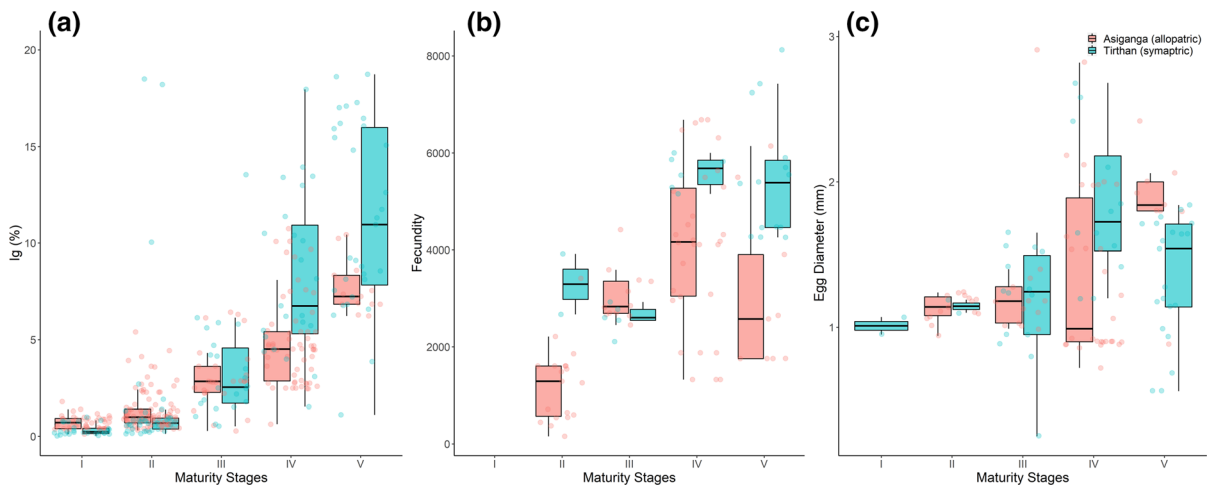 (a)
20
15
10
5
0
Ig (%)
I II III IV V
Maturity Stages
(b)
8000
6000
4000
2000
0
Fecundity
I II III IV V
Maturity Stages
(c)
Asiganga (allopatric)
Tirthan (symaptric)
3
2
1
Egg Diameter (mm)
I II III IV V
Maturity Stages